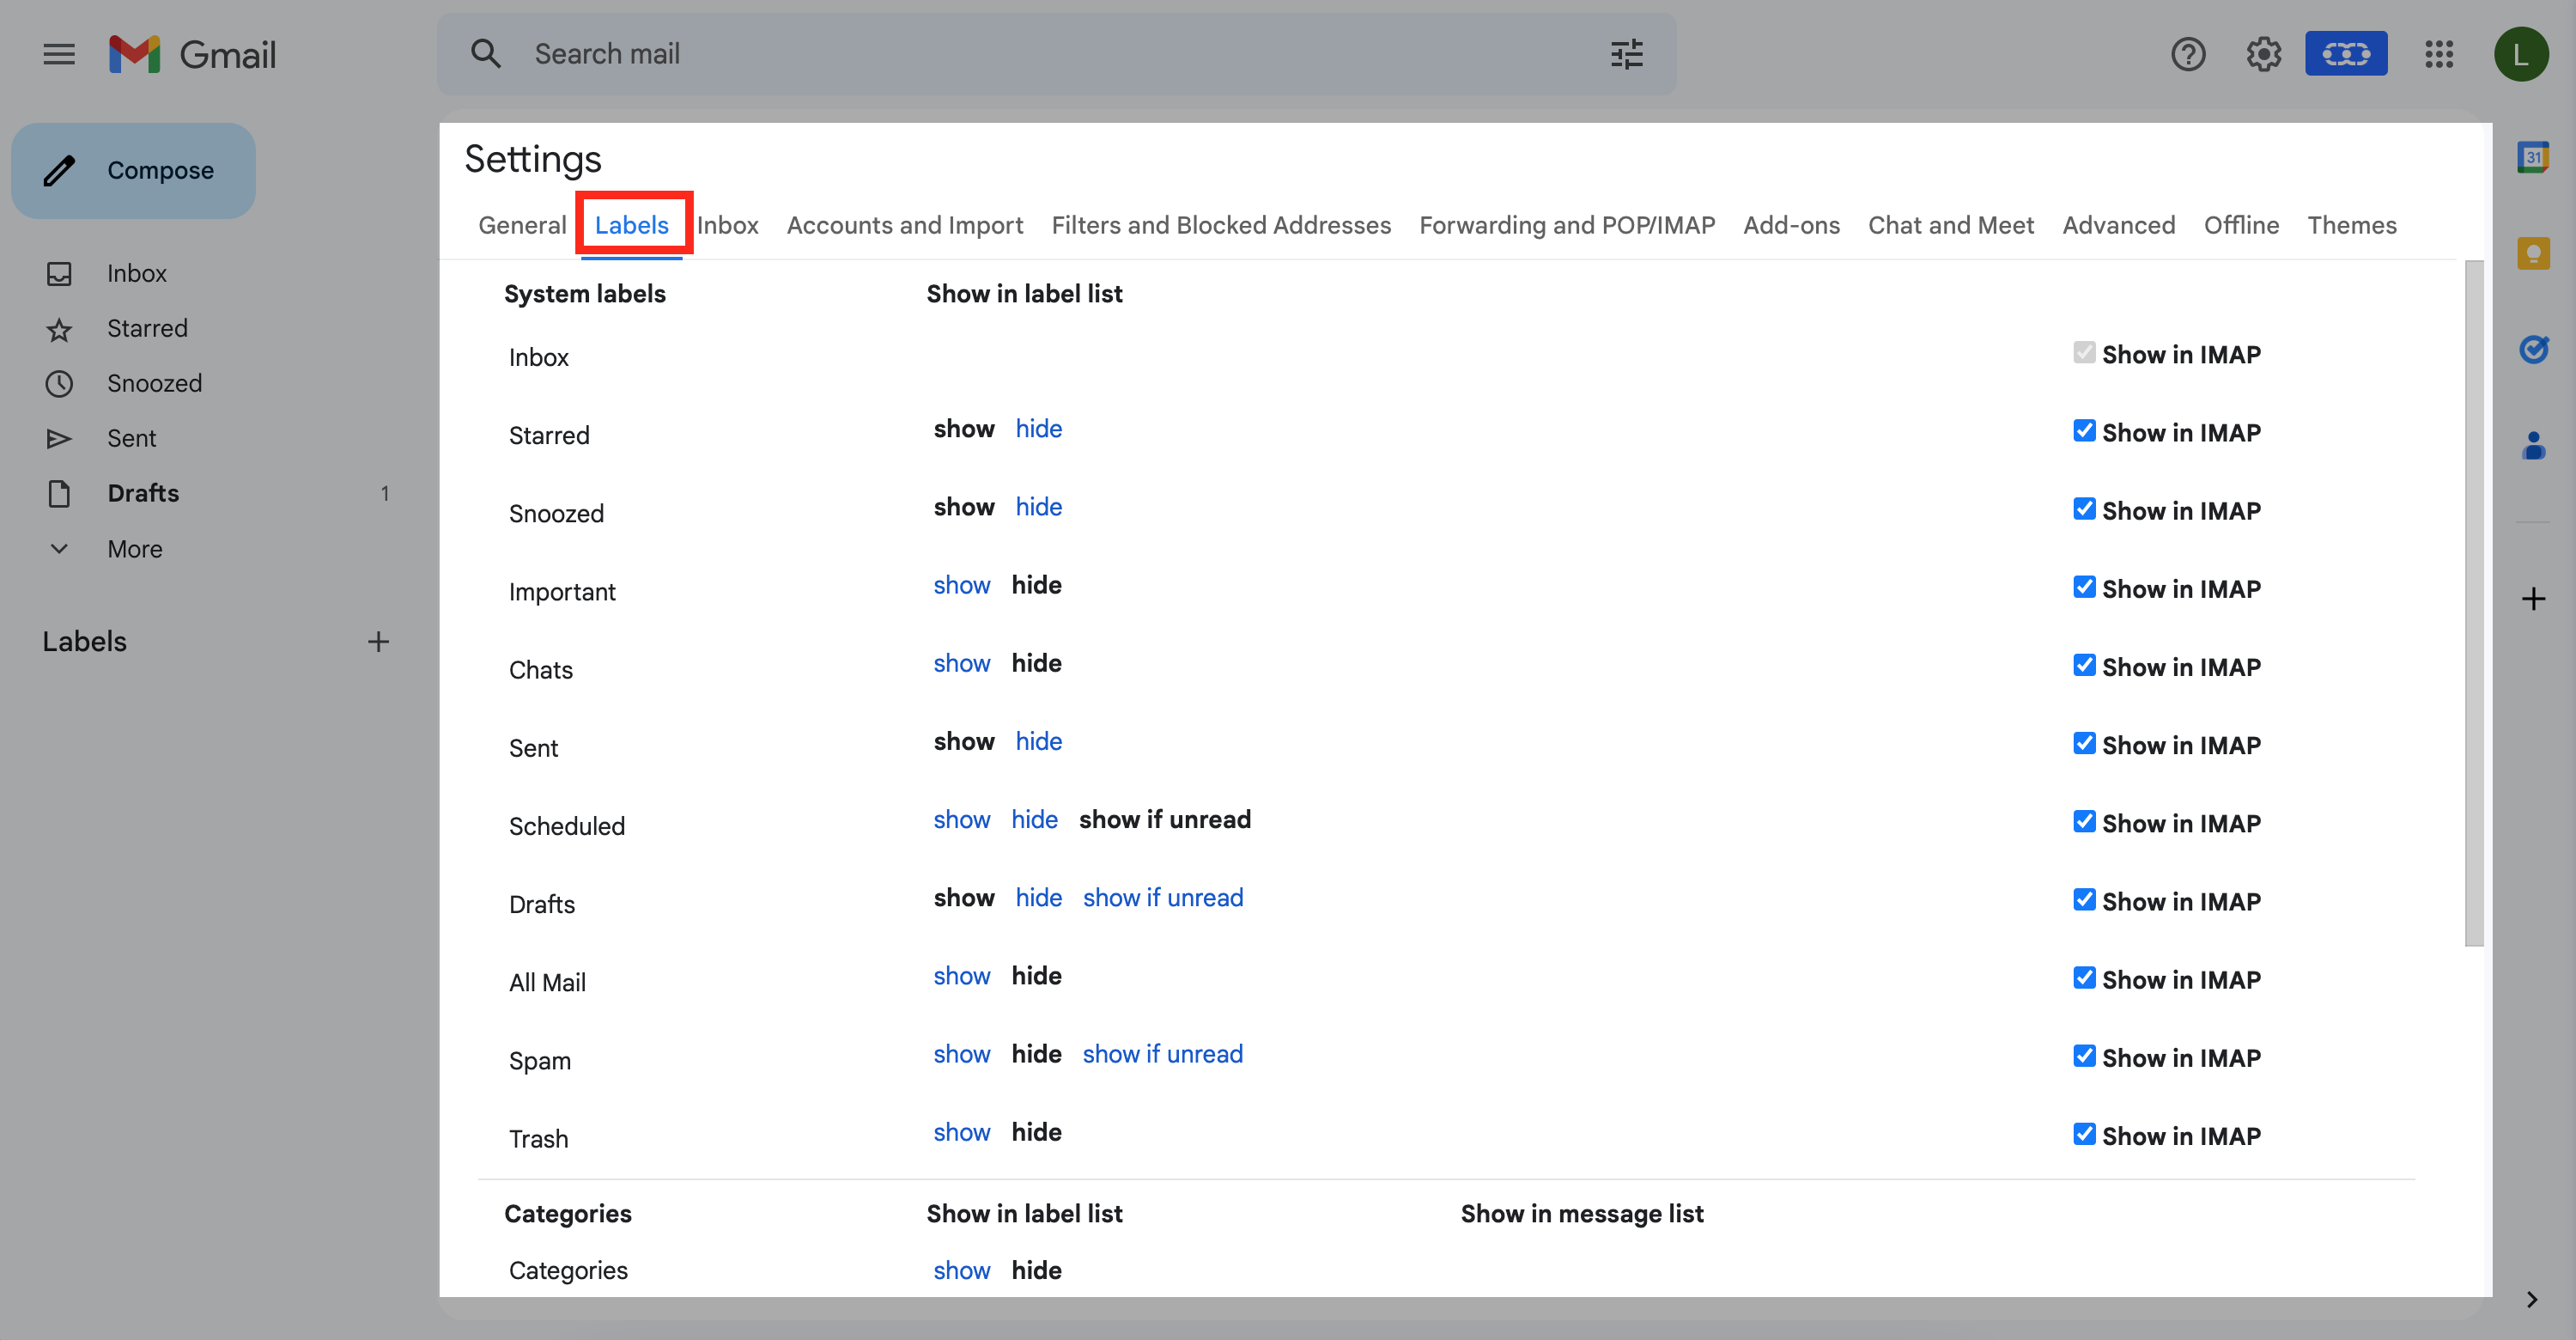 Gmail
Search mail
L
Compose
Inbox
Starred
Snoozed
Sent
Drafts 1
More
Labels
Settings
General Labels Inbox Accounts and Import Filters and Blocked Addresses Forwarding and POP/IMAP Add-ons Chat and Meet Advanced Offline Themes
System labels Show in label list
Inbox Show in IMAP
Starred show hide Show in IMAP
Snoozed show hide Show in IMAP
Important show hide Show in IMAP
Chats show hide Show in IMAP
Sent show hide Show in IMAP
Scheduled show hide show if unread Show in IMAP
Drafts show hide show if unread Show in IMAP
All Mail show hide Show in IMAP
Spam show hide show if unread Show in IMAP
Trash show hide Show in IMAP
Categories Show in label list Show in message list
Categories show hide
31